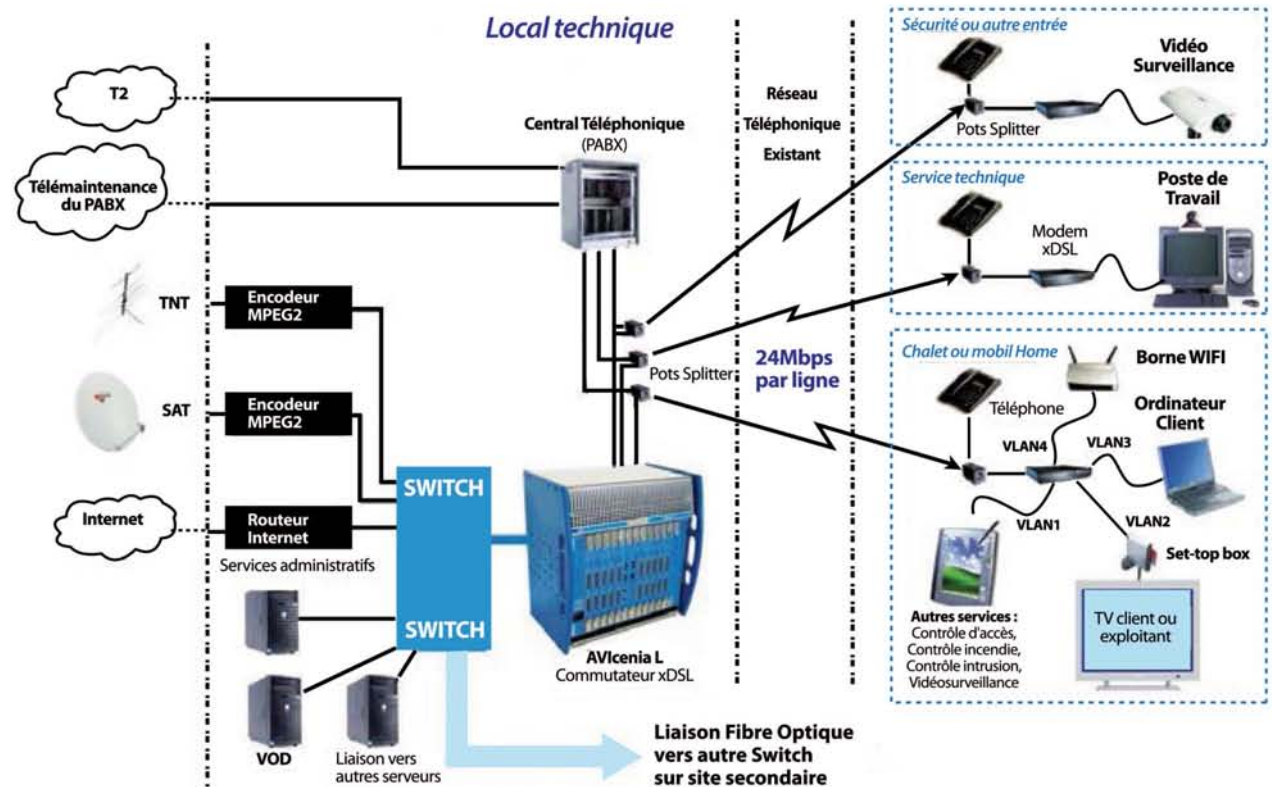 Local technique
T2
Télémaintenance
du PABX
TNT
SAT
Internet
Encodeur
MPEG2
Encodeur
MPEG2
Routeur
Internet
Services administratifs
SWITCH
SWITCH
VOD
Liaison vers
autres serveurs
Central Téléphonique
(PABX)
Pots Splitter
AVIcenia L
Commutateur xDSL
Liaison Fibre Optique
vers autre Switch
sur site secondaire
Réseau
Téléphonique
Existant
24Mbps
par ligne
Sécurité ou autre entrée
Vidéo
Surveillance
Pots Splitter
Service technique
Poste de
Travail
Modem
xDSL
Chalet ou mobil Home
Borne WIFI
Téléphone
Ordinateur
Client
VLAN4
VLAN3
VLAN1
VLAN2
Set-top box
Autres services :
Contrôle d'accès,
Contrôle incendie,
Contrôle intrusion,
Vidéosurveillance
TV client ou
exploitant